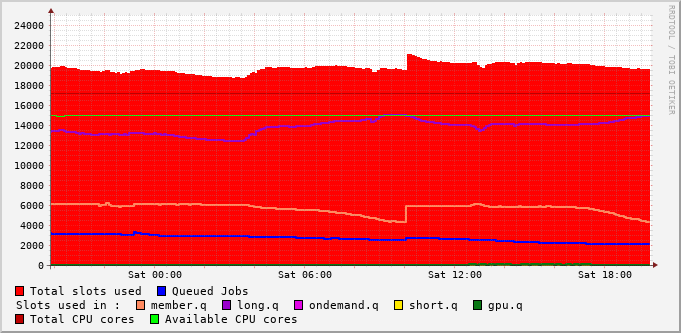 24000
22000
20000
18000
16000
14000
12000
10000
8000
6000
4000
2000
0
Sat 00:00 Sat 06:00 Sat 12:00 Sat 18:00
Total slots used Queued Jobs
Slots used in : member.q long.q ondemand.q short.q gpu.q
Total CPU cores Available CPU cores
RRDTOOL / TOBI OETIKER